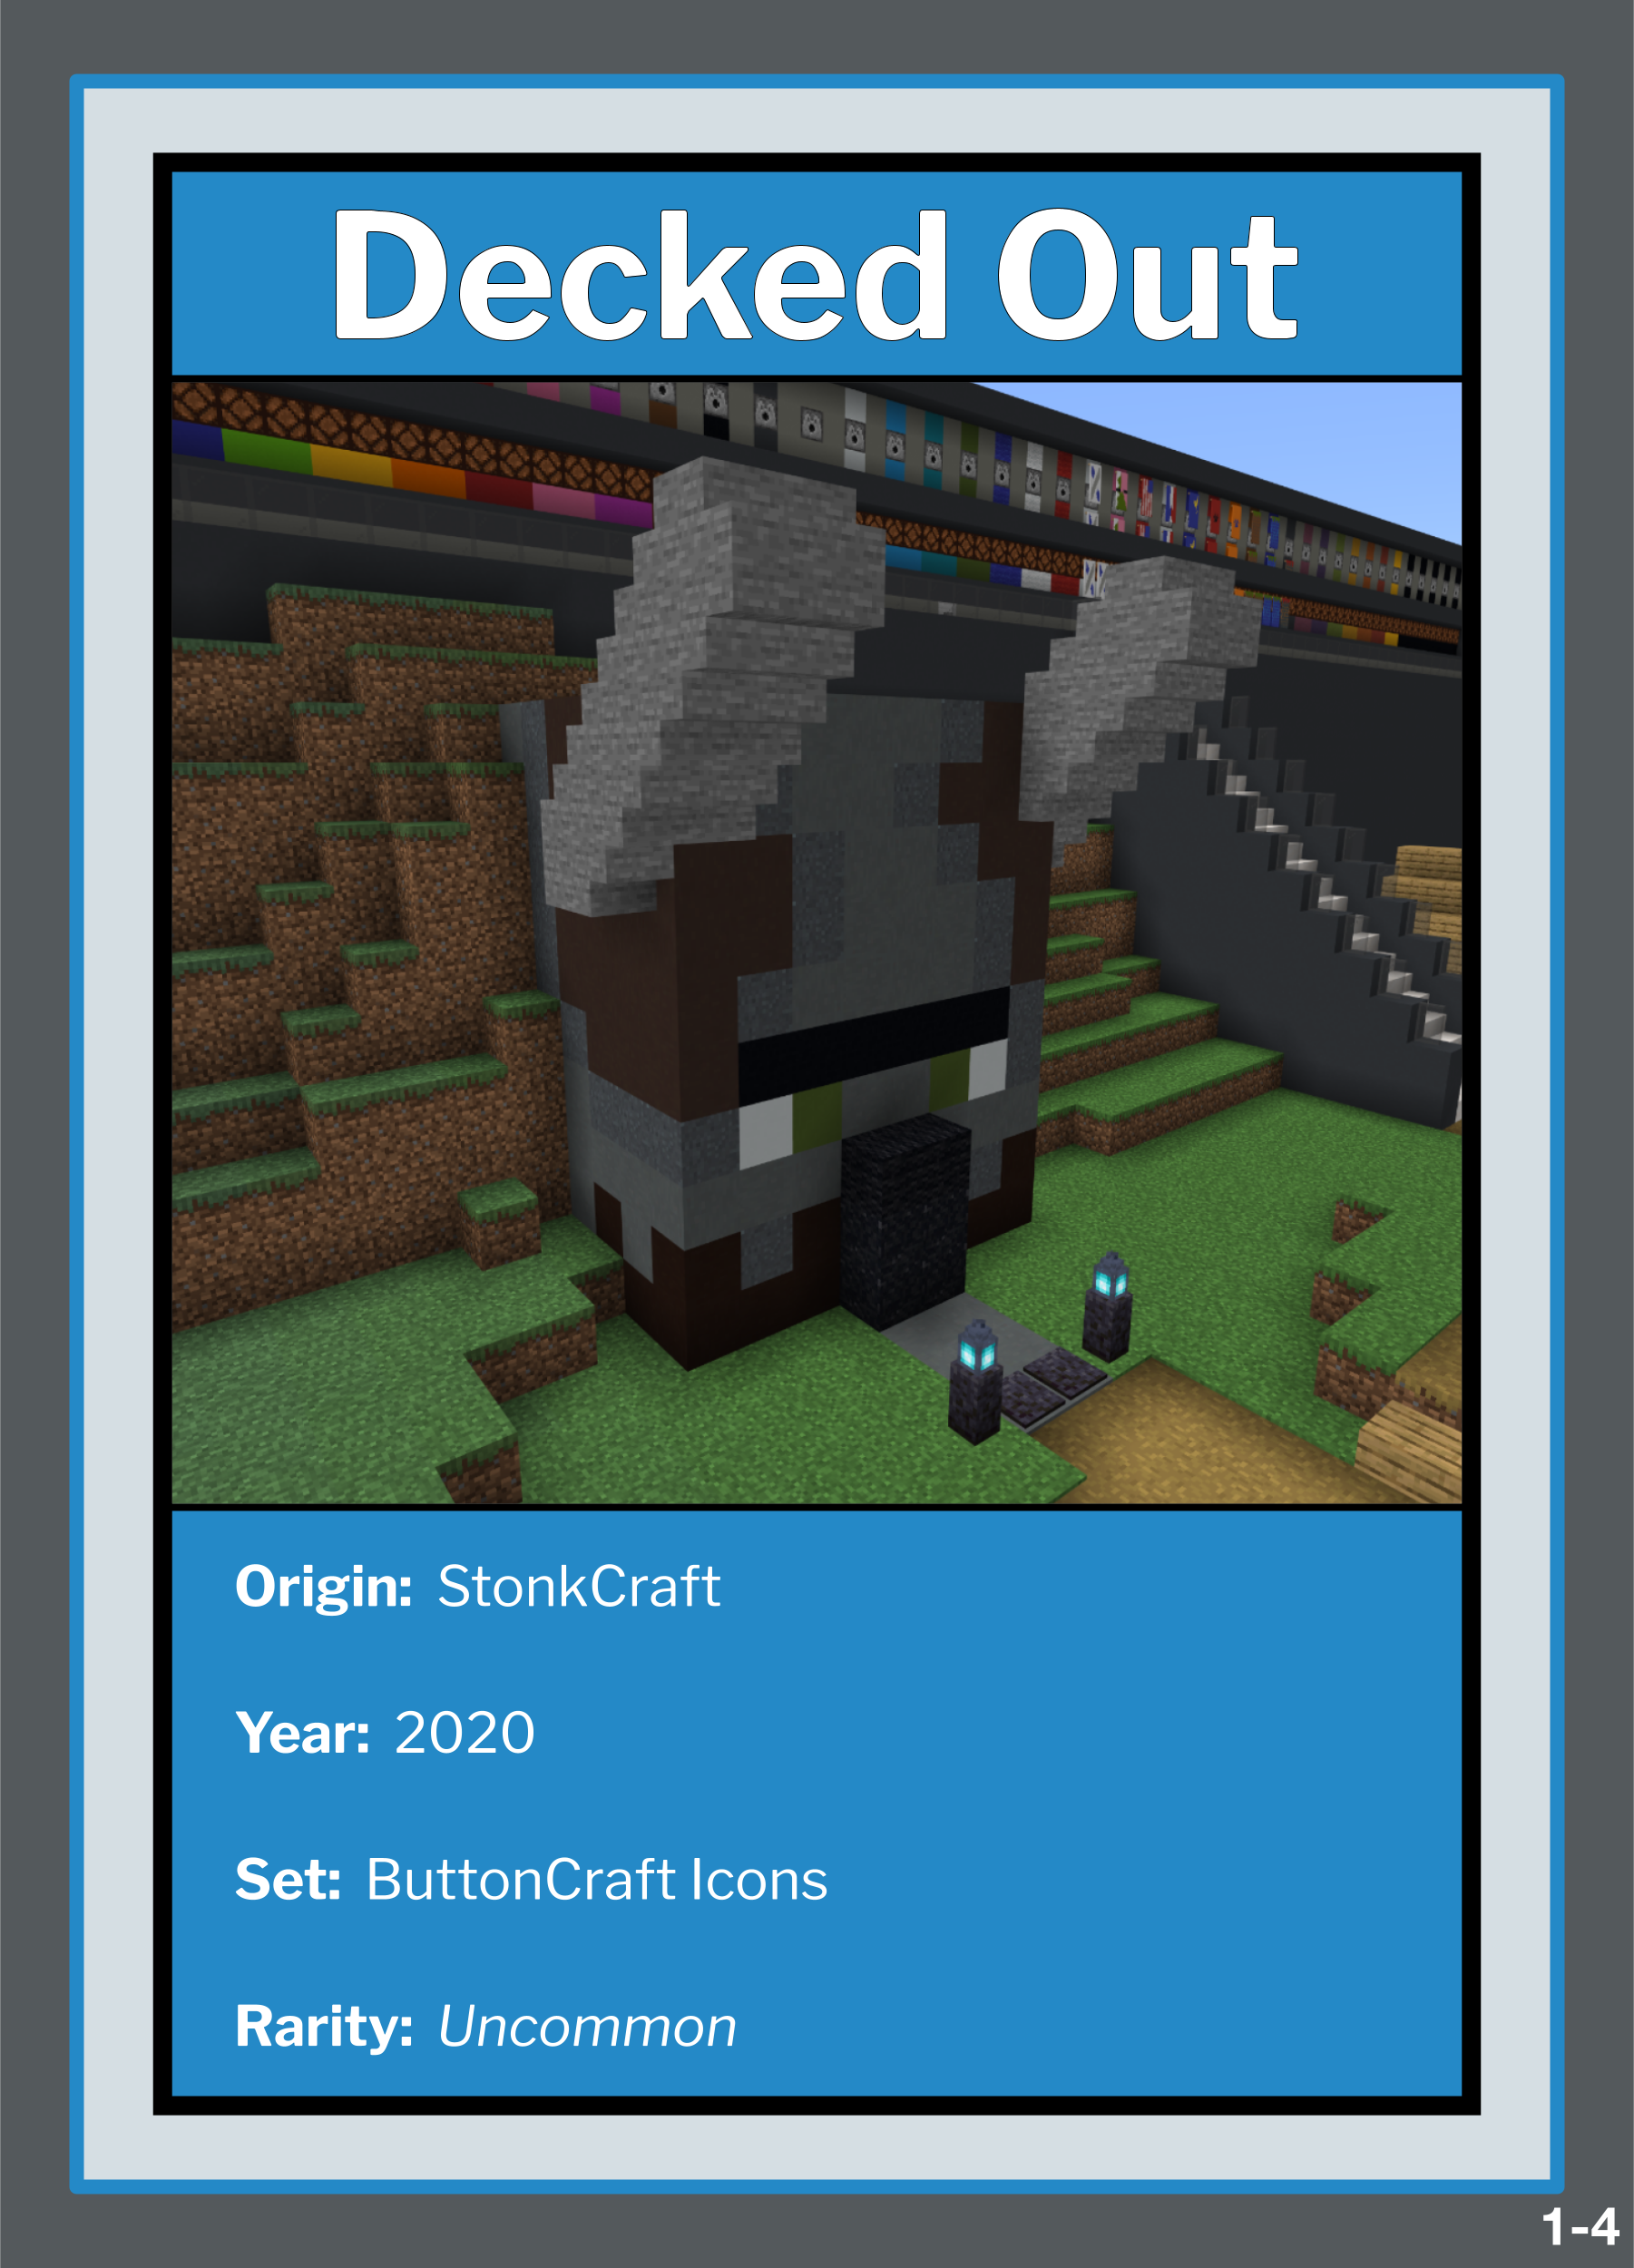 Decked Out
Origin: StonkCraft
Year: 2020
Set: ButtonCraft Icons
Rarity: Uncommon
1-4